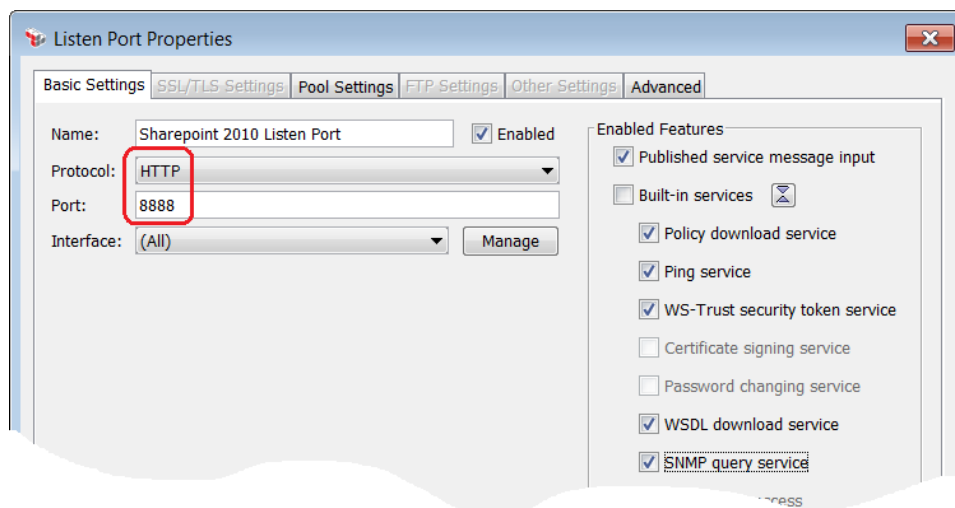 Listen Port Properties
Basic Settings SSL/TLS Settings Pool Settings FTP Settings Other Settings Advanced
Name: Sharepoint 2010 Listen Port Enabled
Protocol: HTTP
Port: 8888
Interface: (All) Manage
Enabled Features
Published service message input
Built-in services
Policy download service
Ping service
WS-Trust security token service
Certificate signing service
Password changing service
WSDL download service
SNMP query service